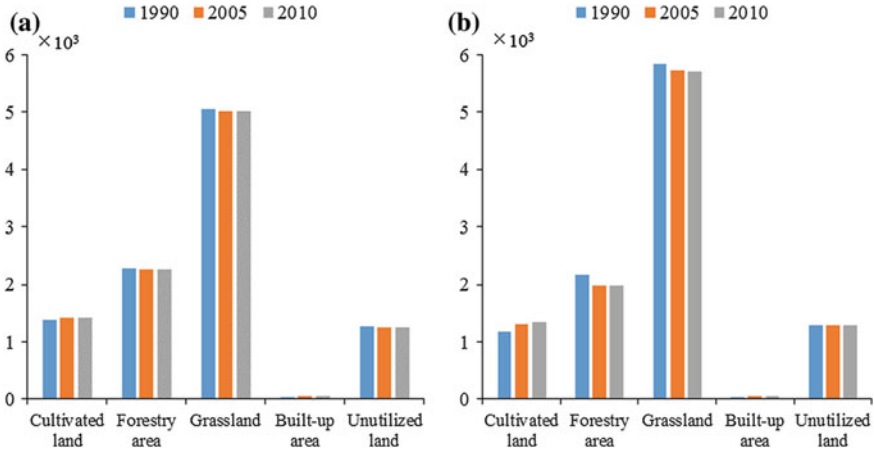 (a)
1990 2005 2010
×10³
6
5
4
3
2
1
0
Cultivated Forestry Grassland Built-up Unutilized
land area area land
(b)
1990 2005 2010
×10³
6
5
4
3
2
1
0
Cultivated Forestry Grassland Built-up Unutilized
land area area land